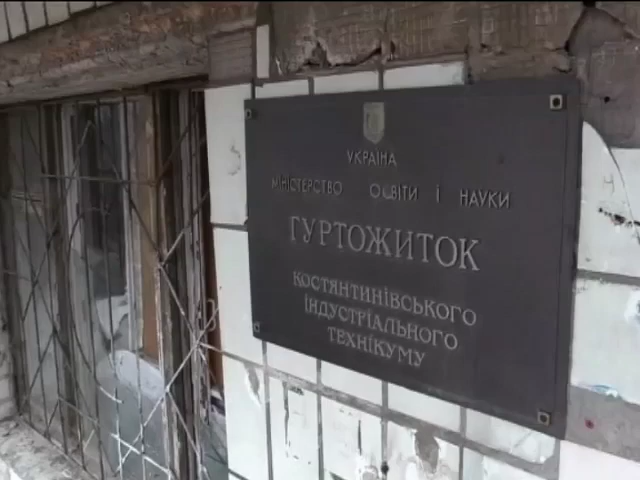 УКРАЇНА
МІНІСТЕРСТВО ОСВІТИ І НАУКИ
ГУРТОЖИТОК
КОСТЯНТИНІВСЬКОГО
ІНДУСТРІАЛЬНОГО
ТЕХНІКУМУ